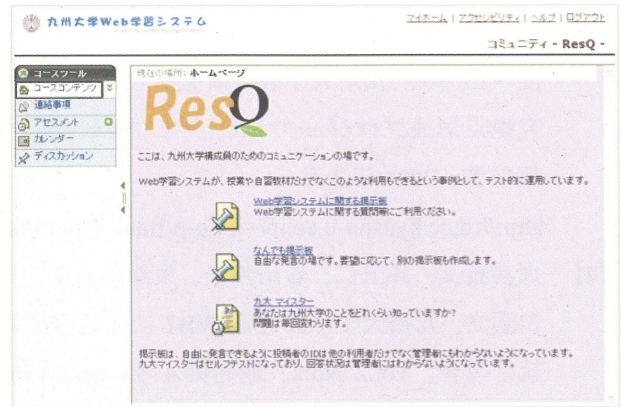 九州大学Web学習システム
マイホーム | アクセシビリティ | ヘルプ | ログアウト
コミュニティ - ResQ -
コースツール
コースコンテンツ
連絡事項
アセスメント
カレンダー
ディスカッション
現在の場所: ホームページ
ResQ
ここは、九州大学構成員のためのコミュニケーションの場です。
Web学習システムが、授業や自習教材だけでなくこのような利用もできるという事例として、テスト的に運用しています。
Web学習システムに関する掲示板
Web学習システムに関する質問等にご利用ください。
なんでも掲示板
自由な発言の場です。要望に応じて、別の掲示板も作成します。
九大 マイスター
あなたは九州大学のことをどれくらい知っていますか?
問題は毎回変わります。
掲示板は、自由に発言できるように投稿者のIDは他の利用者だけでなく管理者にもわからないようになっています。
九大マイスターはセルフテストになっており、回答状況は管理者にはわからないようになっています。